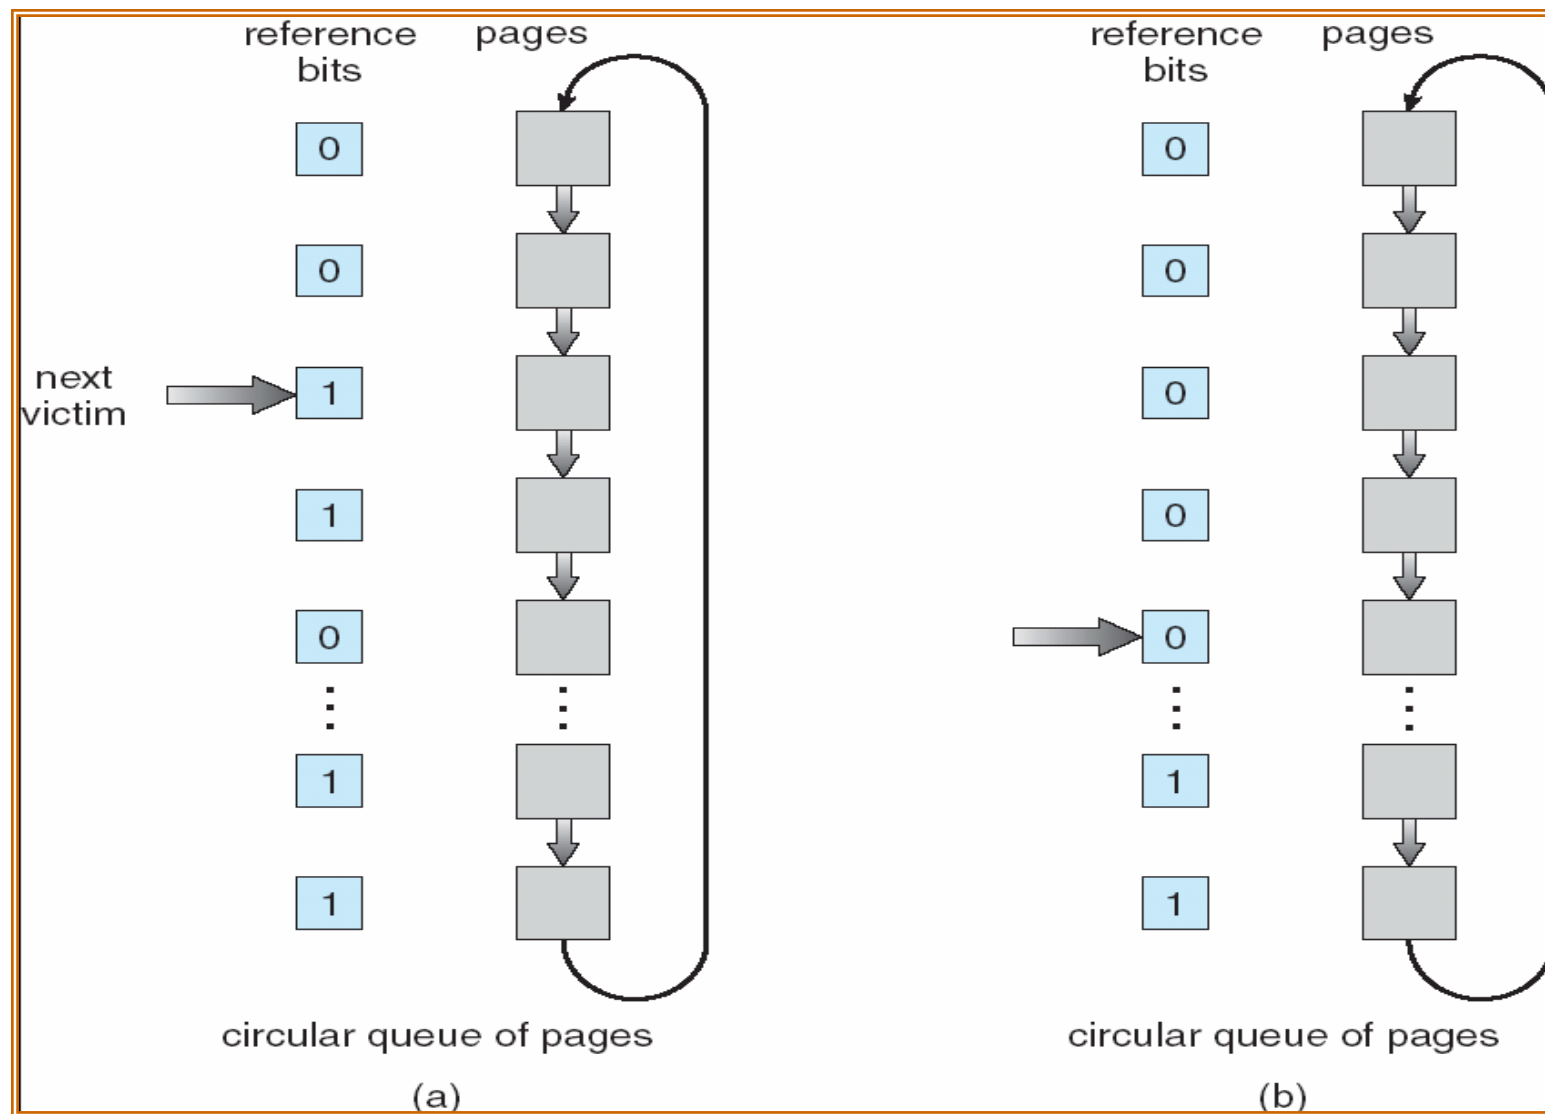 reference pages
bits
0
0
next
victim
1
1
0
1
1
circular queue of pages
(a)
reference pages
bits
0
0
0
0
0
1
1
circular queue of pages
(b)